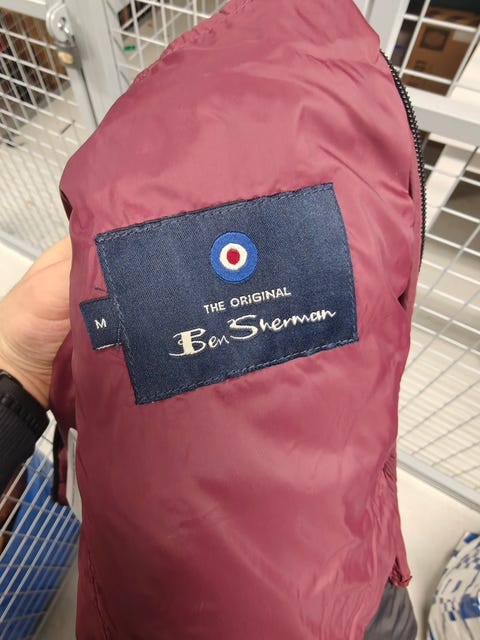 THE ORIGINAL
Ben Sherman
M